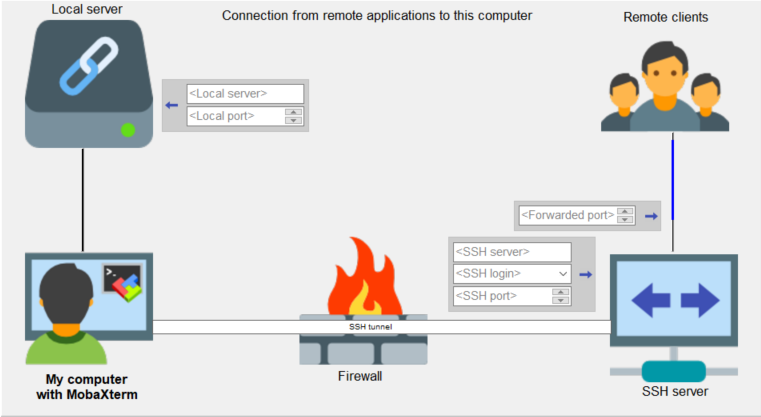 Local server
Connection from remote applications to this computer
Remote clients
<Local server>
<Local port>
<Forwarded port>
<SSH server>
<SSH login>
<SSH port>
>_
SSH tunnel
Firewall
My computer
with MobaXterm
SSH server